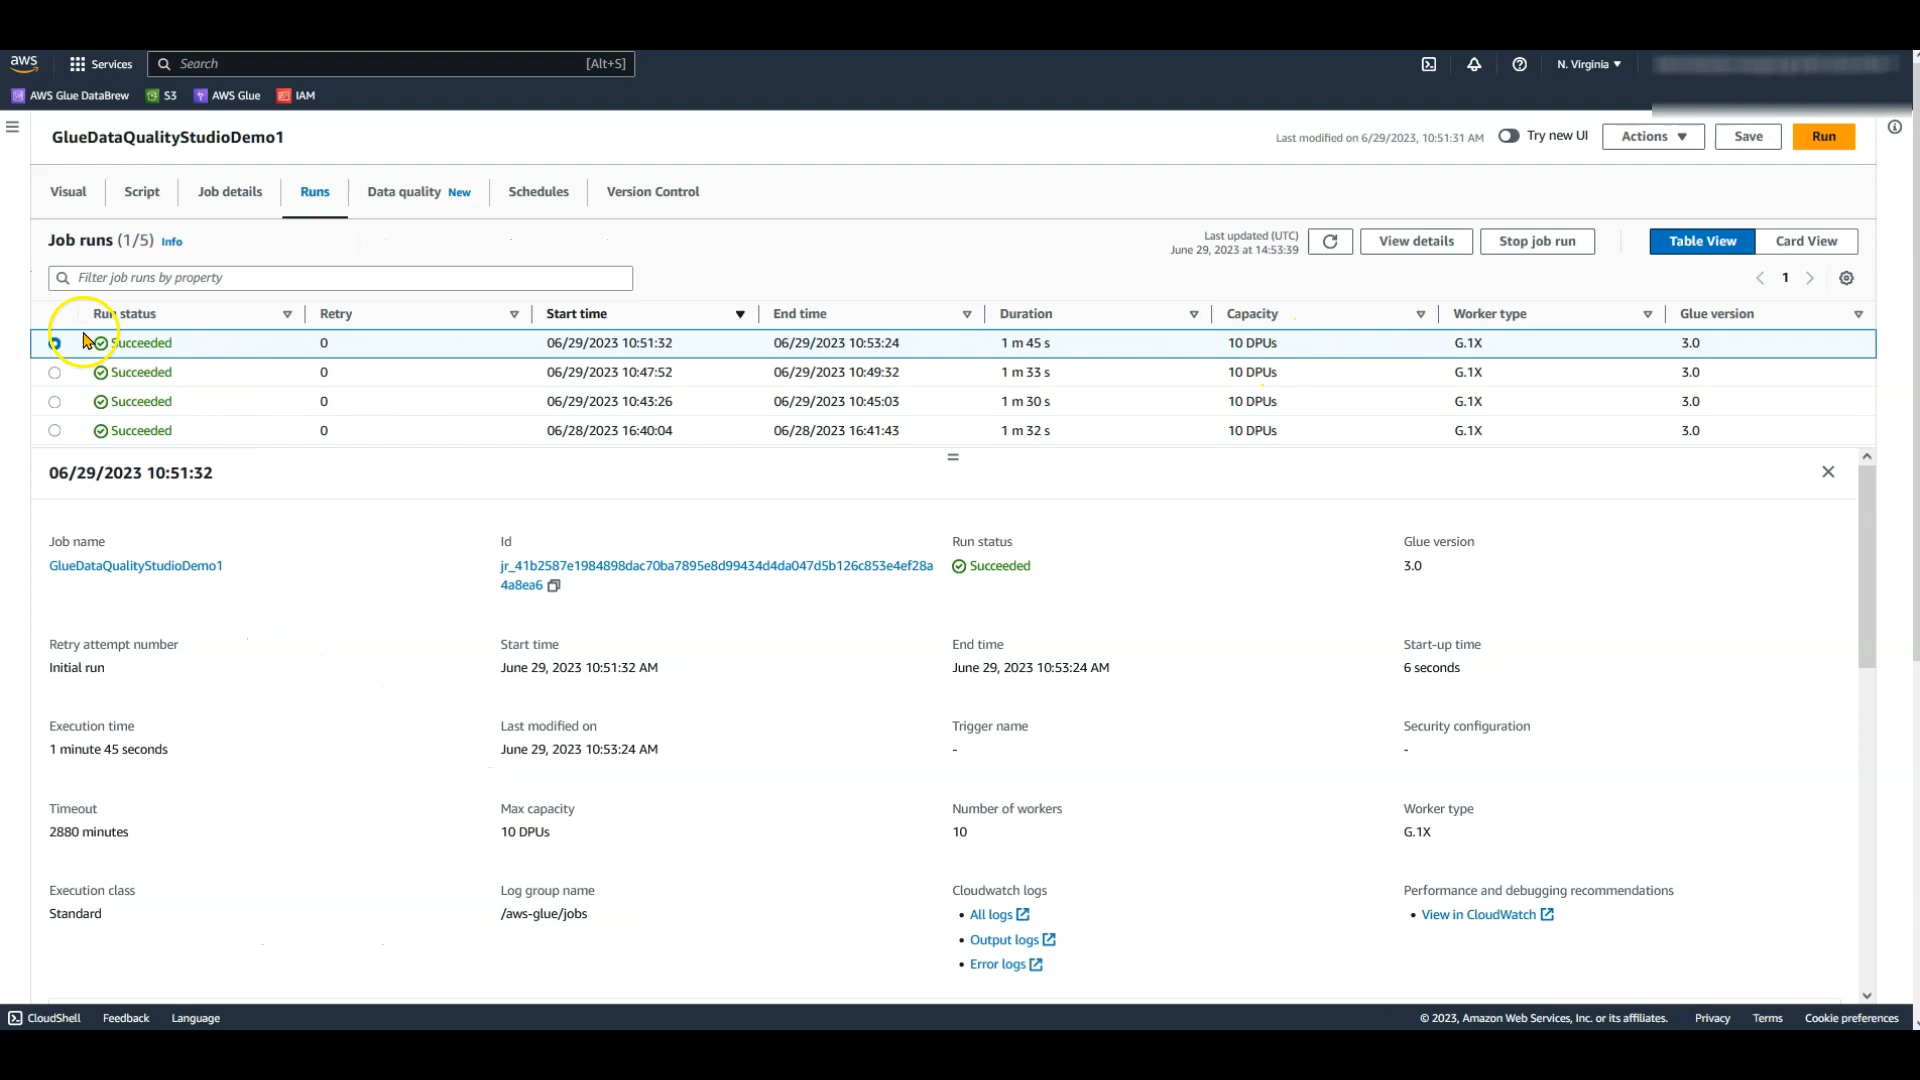 aws
Services
Search
[Alt+S]
N. Virginia
AWS Glue DataBrew
S3
AWS Glue
IAM
GlueDataQualityStudioDemo1
Last modified on 6/29/2023, 10:51:31 AM
Try new UI
Actions
Save
Run
Visual
Script
Job details
Runs
Data quality New
Schedules
Version Control
Job runs (1/5) Info
Last updated (UTC)
June 29, 2023 at 14:53:39
View details
Stop job run
Table View
Card View
Filter job runs by property
1
Run status Retry Start time End time Duration Capacity Worker type Glue version
Succeeded 0 06/29/2023 10:51:32 06/29/2023 10:53:24 1 m 45 s 10 DPUs G.1X 3.0
Succeeded 0 06/29/2023 10:47:52 06/29/2023 10:49:32 1 m 33 s 10 DPUs G.1X 3.0
Succeeded 0 06/29/2023 10:43:26 06/29/2023 10:45:03 1 m 30 s 10 DPUs G.1X 3.0
Succeeded 0 06/28/2023 16:40:04 06/28/2023 16:41:43 1 m 32 s 10 DPUs G.1X 3.0
06/29/2023 10:51:32
Job name
GlueDataQualityStudioDemo1
Id
jr_41b2587e1984898dac70ba7895e8d99434d4da047d5b126c853e4ef28a
4a8ea6
Run status
Succeeded
Glue version
3.0
Retry attempt number
Initial run
Start time
June 29, 2023 10:51:32 AM
End time
June 29, 2023 10:53:24 AM
Start-up time
6 seconds
Execution time
1 minute 45 seconds
Last modified on
June 29, 2023 10:53:24 AM
Trigger name
-
Security configuration
-
Timeout
2880 minutes
Max capacity
10 DPUs
Number of workers
10
Worker type
G.1X
Execution class
Standard
Log group name
/aws-glue/jobs
Cloudwatch logs
• All logs
• Output logs
• Error logs
Performance and debugging recommendations
• View in CloudWatch
CloudShell
Feedback
Language
© 2023, Amazon Web Services, Inc. or its affiliates.
Privacy
Terms
Cookie preferences